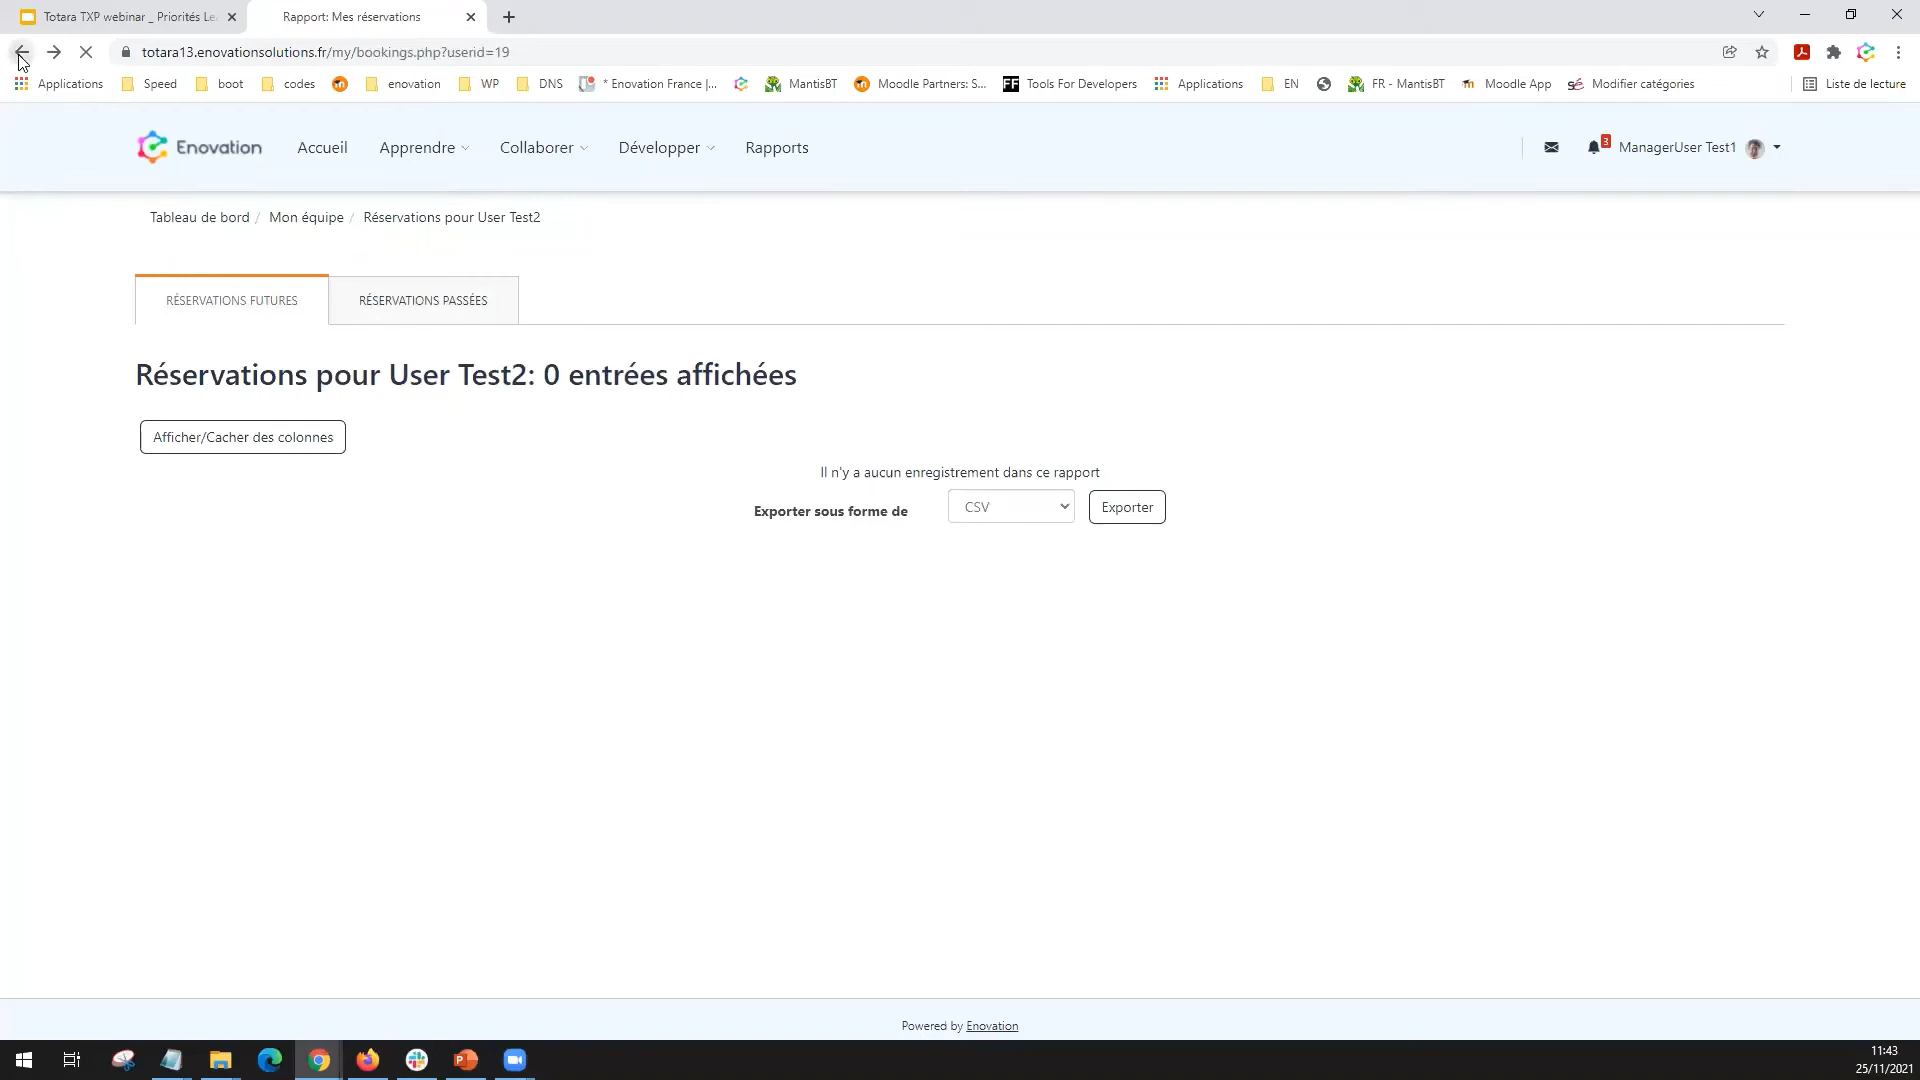 Totara TXP webinar _ Priorités Le
Rapport: Mes réservations
totara13.enovationsolutions.fr/my/bookings.php?userid=19
Applications
Speed
boot
codes
enovation
WP
DNS
* Enovation France |...
MantisBT
Moodle Partners: S...
FF Tools For Developers
Applications
EN
FR - MantisBT
Moodle App
Modifier catégories
Liste de lecture
Enovation
Accueil
Apprendre
Collaborer
Développer
Rapports
3
ManagerUser Test1
Tableau de bord / Mon équipe / Réservations pour User Test2
RÉSERVATIONS FUTURES
RÉSERVATIONS PASSÉES
Réservations pour User Test2: 0 entrées affichées
Afficher/Cacher des colonnes
Il n'y a aucun enregistrement dans ce rapport
Exporter sous forme de
CSV
Exporter
Powered by Enovation
11:43
25/11/2021